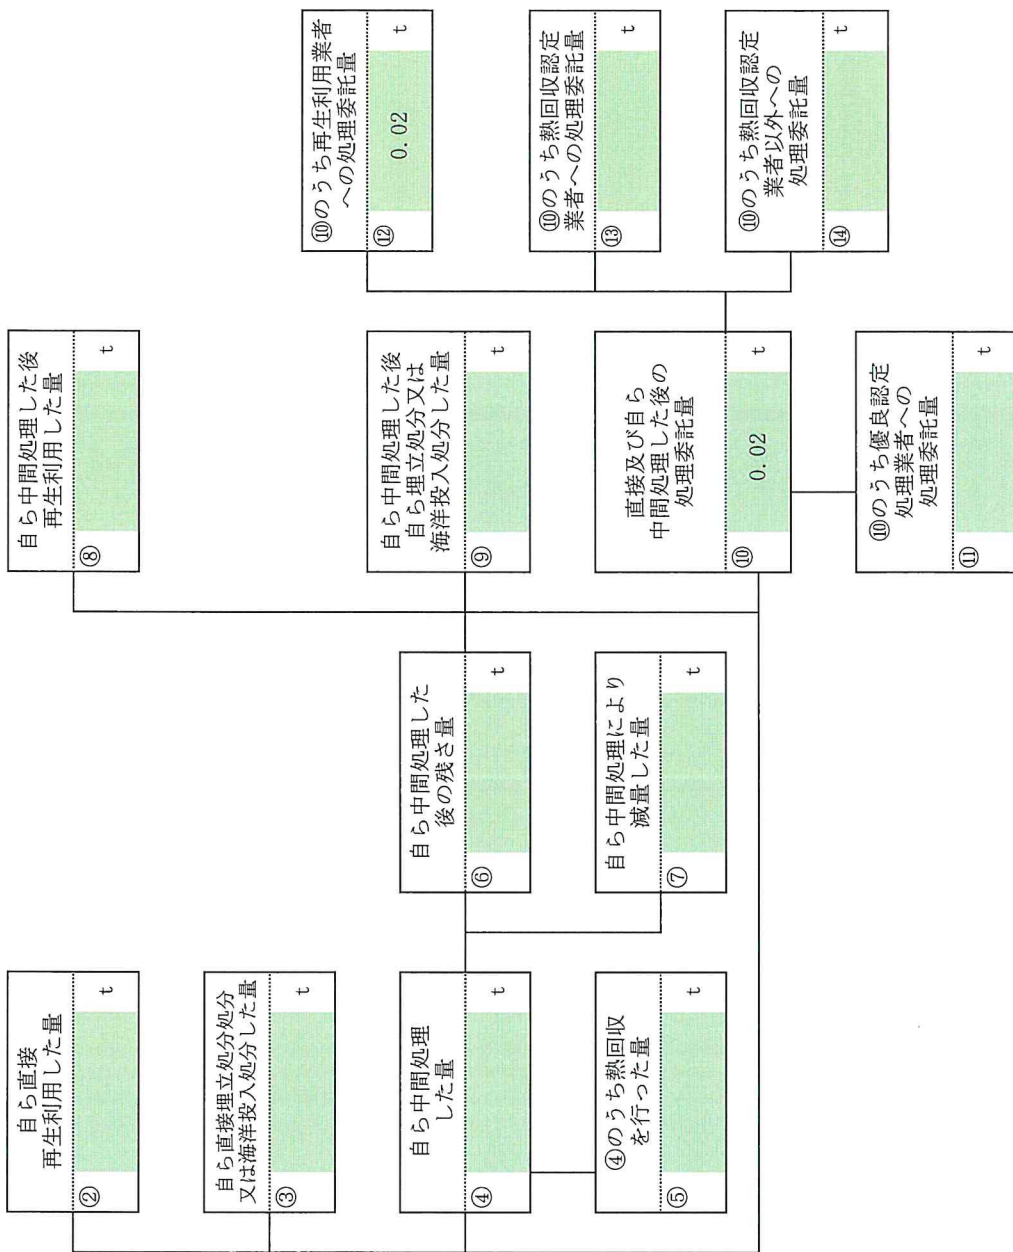 自ら直接
再生利用した量
②
t
自ら直接埋立処分処分
又は海洋投入処分した量
③
t
自ら中間処理
した量
④
t
④のうち熱回収
を行った量
⑤
t
自ら中間処理した
後の残さ量
⑥
t
自ら中間処理により
減量した量
⑦
t
自ら中間処理した後
再生利用した量
⑧
t
自ら中間処理した後
自ら埋立処分又は
海洋投入処分した量
⑨
t
直接及び自ら
中間処理した後の
処理委託量
⑩ 0.02 t
⑩のうち優良認定
処理業者への
処理委託量
⑪
t
⑩のうち再生利用業者
への処理委託量
⑫ 0.02 t
⑩のうち熱回収認定
業者への処理委託量
⑬
t
⑩のうち熱回収認定
業者以外への
処理委託量
⑭
t